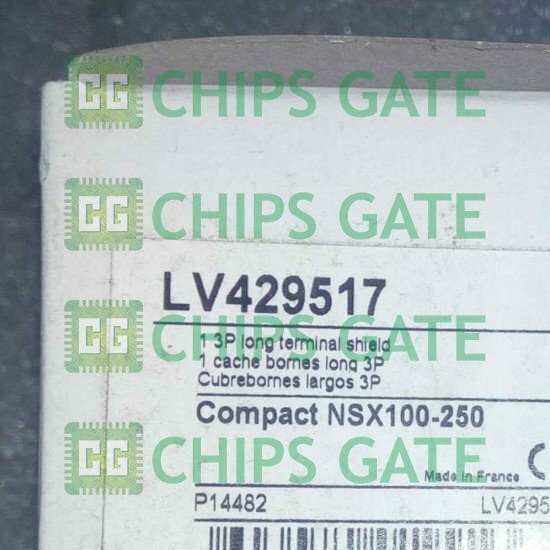 CG CHIPS GATE
CG CHIPS GATE
LV429517
CG CHIPS GATE
1 3P long terminal shield
1 cache bornes long 3P
Cubrebornes largos 3P
Compact NSX100-250
CG CHIPS GATE
Made in France
P14482 LV4295